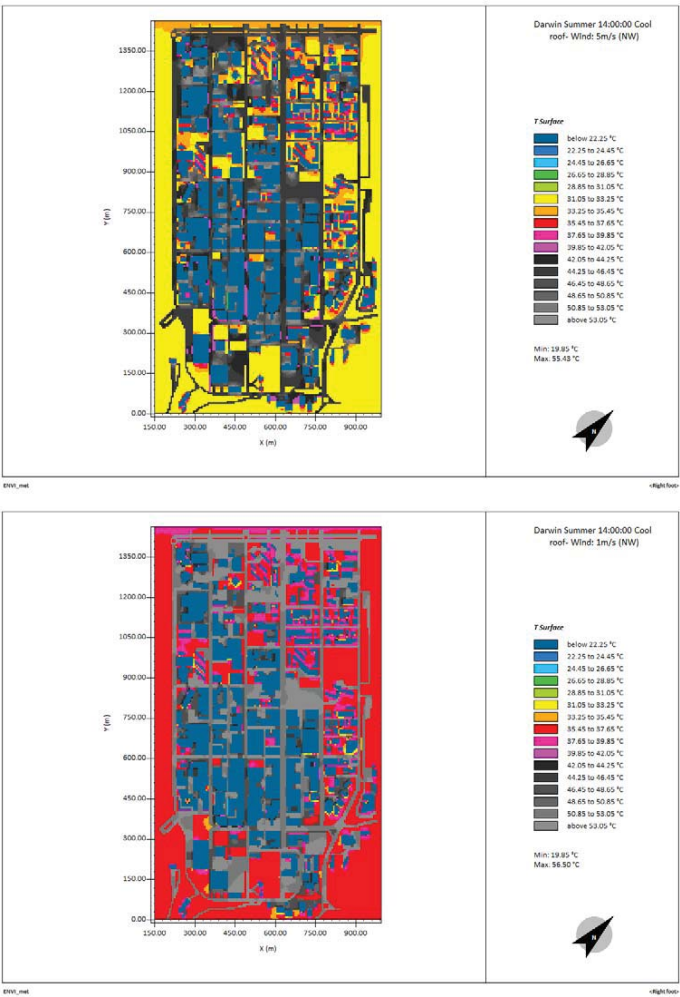 Darwin Summer 14:00:00 Cool
roof- Wind: 5m/s (NW)
T Surface
below 22.25 °C
22.25 to 24.45 °C
24.45 to 26.65 °C
26.65 to 28.85 °C
28.85 to 31.05 °C
31.05 to 33.25 °C
33.25 to 35.45 °C
35.45 to 37.65 °C
37.65 to 39.85 °C
39.85 to 42.05 °C
42.05 to 44.25 °C
44.25 to 46.45 °C
46.45 to 48.65 °C
48.65 to 50.85 °C
50.85 to 53.05 °C
above 53.05 °C
Min: 19.85 °C
Max: 55.43 °C
N
1350.00
1200.00
1050.00
900.00
750.00
600.00
450.00
300.00
150.00
0.00
Y (m)
150.00 300.00 450.00 600.00 750.00 900.00
X (m)
ENVI_met
<Right foot>
Darwin Summer 14:00:00 Cool
roof- Wind: 1m/s (NW)
T Surface
below 22.25 °C
22.25 to 24.45 °C
24.45 to 26.65 °C
26.65 to 28.85 °C
28.85 to 31.05 °C
31.05 to 33.25 °C
33.25 to 35.45 °C
35.45 to 37.65 °C
37.65 to 39.85 °C
39.85 to 42.05 °C
42.05 to 44.25 °C
44.25 to 46.45 °C
46.45 to 48.65 °C
48.65 to 50.85 °C
50.85 to 53.05 °C
above 53.05 °C
Min: 19.85 °C
Max: 56.50 °C
N
1350.00
1200.00
1050.00
900.00
750.00
600.00
450.00
300.00
150.00
0.00
Y (m)
150.00 300.00 450.00 600.00 750.00 900.00
X (m)
ENVI_met
<Right foot>